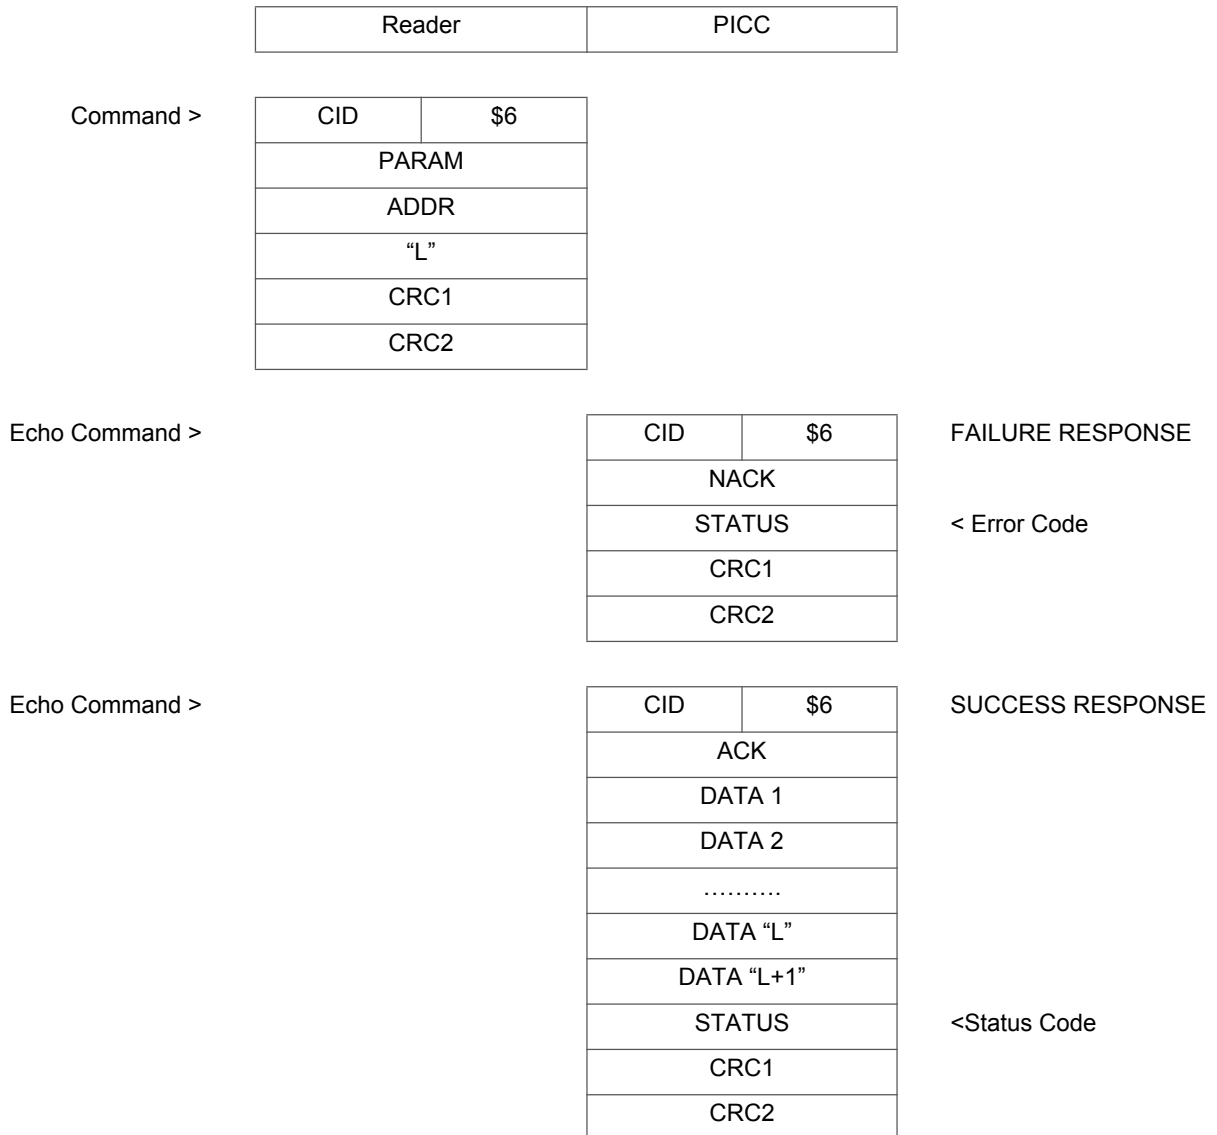 Reader PICC
Command > CID $6
PARAM
ADDR
“L”
CRC1
CRC2
Echo Command > CID $6 FAILURE RESPONSE
NACK
STATUS < Error Code
CRC1
CRC2
Echo Command > CID $6 SUCCESS RESPONSE
ACK
DATA 1
DATA 2
……….
DATA “L”
DATA “L+1”
STATUS <Status Code
CRC1
CRC2